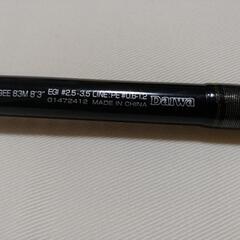 GEE 83M 8'3" EGI #2.5-3.5 LINE:PE #0.6-1.2
01472412 MADE IN CHINA
Daiwa